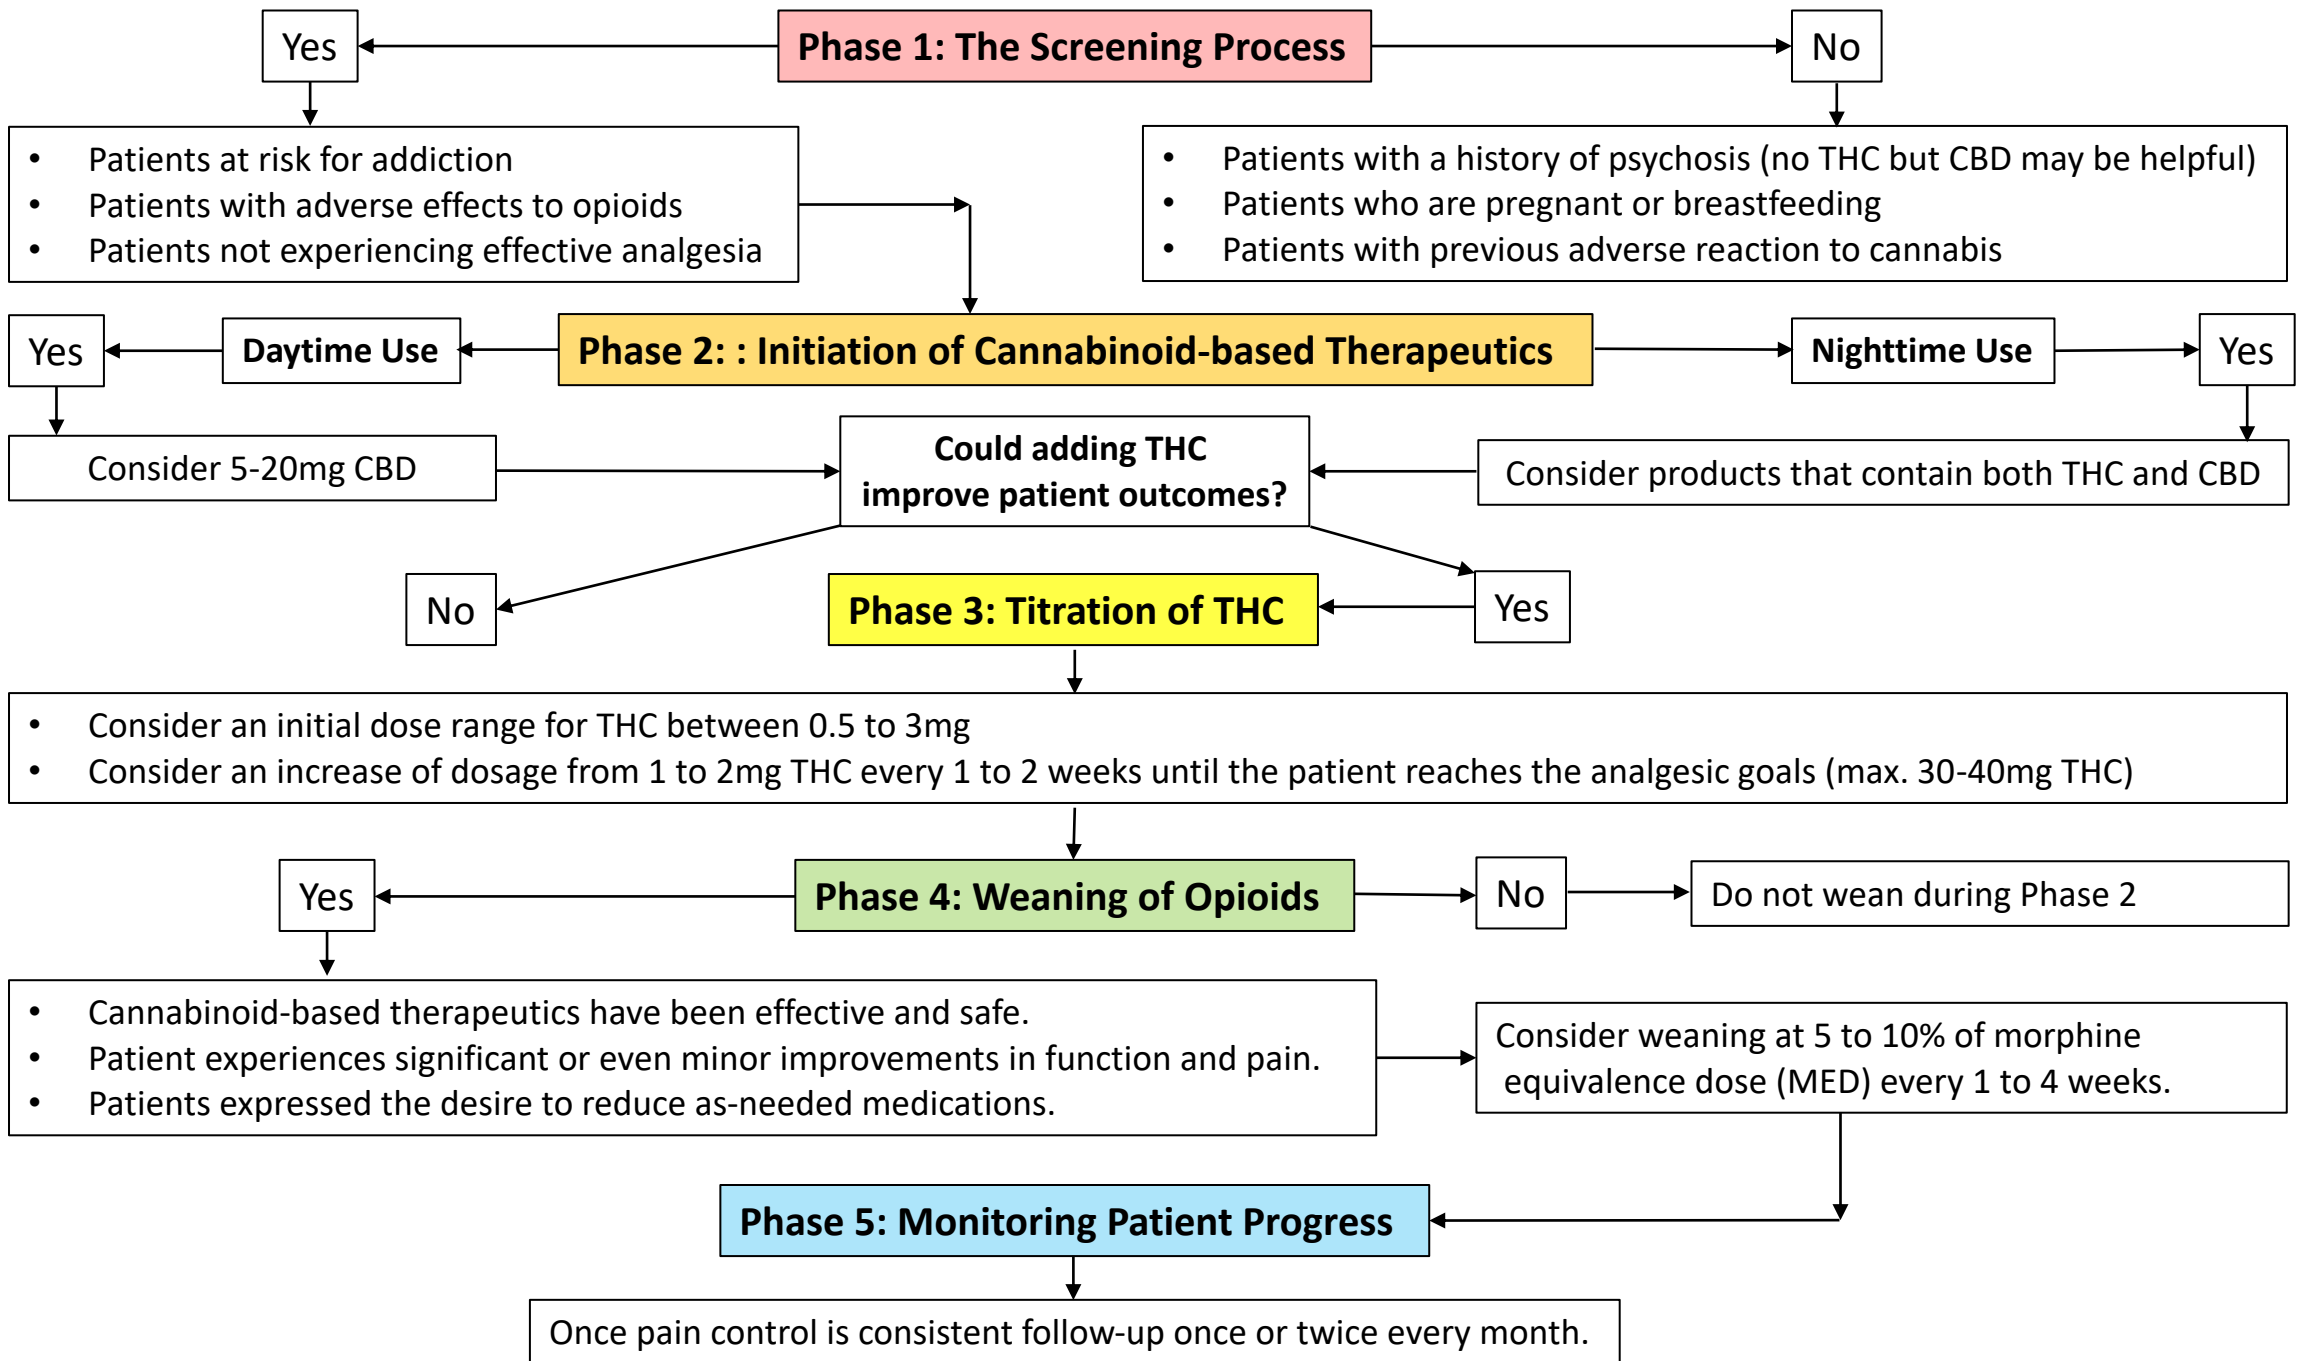 Yes
Phase 1: The Screening Process
No
• Patients at risk for addiction
• Patients with adverse effects to opioids
• Patients not experiencing effective analgesia
• Patients with a history of psychosis (no THC but CBD may be helpful)
• Patients who are pregnant or breastfeeding
• Patients with previous adverse reaction to cannabis
Yes
Daytime Use
Phase 2: : Initiation of Cannabinoid-based Therapeutics
Nighttime Use
Yes
Consider 5-20mg CBD
Could adding THC
improve patient outcomes?
Consider products that contain both THC and CBD
No
Phase 3: Titration of THC
Yes
• Consider an initial dose range for THC between 0.5 to 3mg
• Consider an increase of dosage from 1 to 2mg THC every 1 to 2 weeks until the patient reaches the analgesic goals (max. 30-40mg THC)
Yes
Phase 4: Weaning of Opioids
No
Do not wean during Phase 2
• Cannabinoid-based therapeutics have been effective and safe.
• Patient experiences significant or even minor improvements in function and pain.
• Patients expressed the desire to reduce as-needed medications.
Consider weaning at 5 to 10% of morphine
equivalence dose (MED) every 1 to 4 weeks.
Phase 5: Monitoring Patient Progress
Once pain control is consistent follow-up once or twice every month.